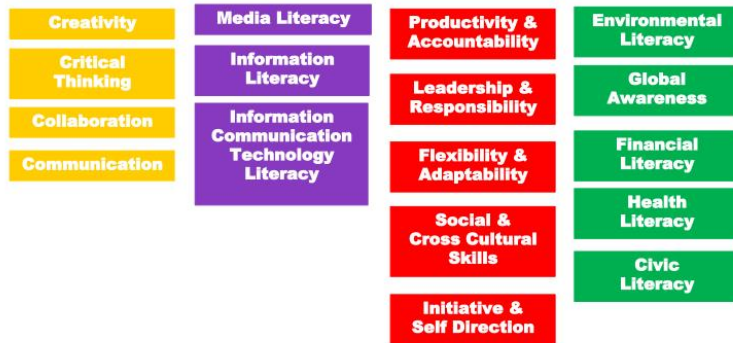 Creativity
Critical
Thinking
Collaboration
Communication
Media Literacy
Information
Literacy
Information
Communication
Technology
Literacy
Productivity &
Accountability
Leadership &
Responsibility
Flexibility &
Adaptability
Social &
Cross Cultural
Skills
Initiative &
Self Direction
Environmental
Literacy
Global
Awareness
Financial
Literacy
Health
Literacy
Civic
Literacy